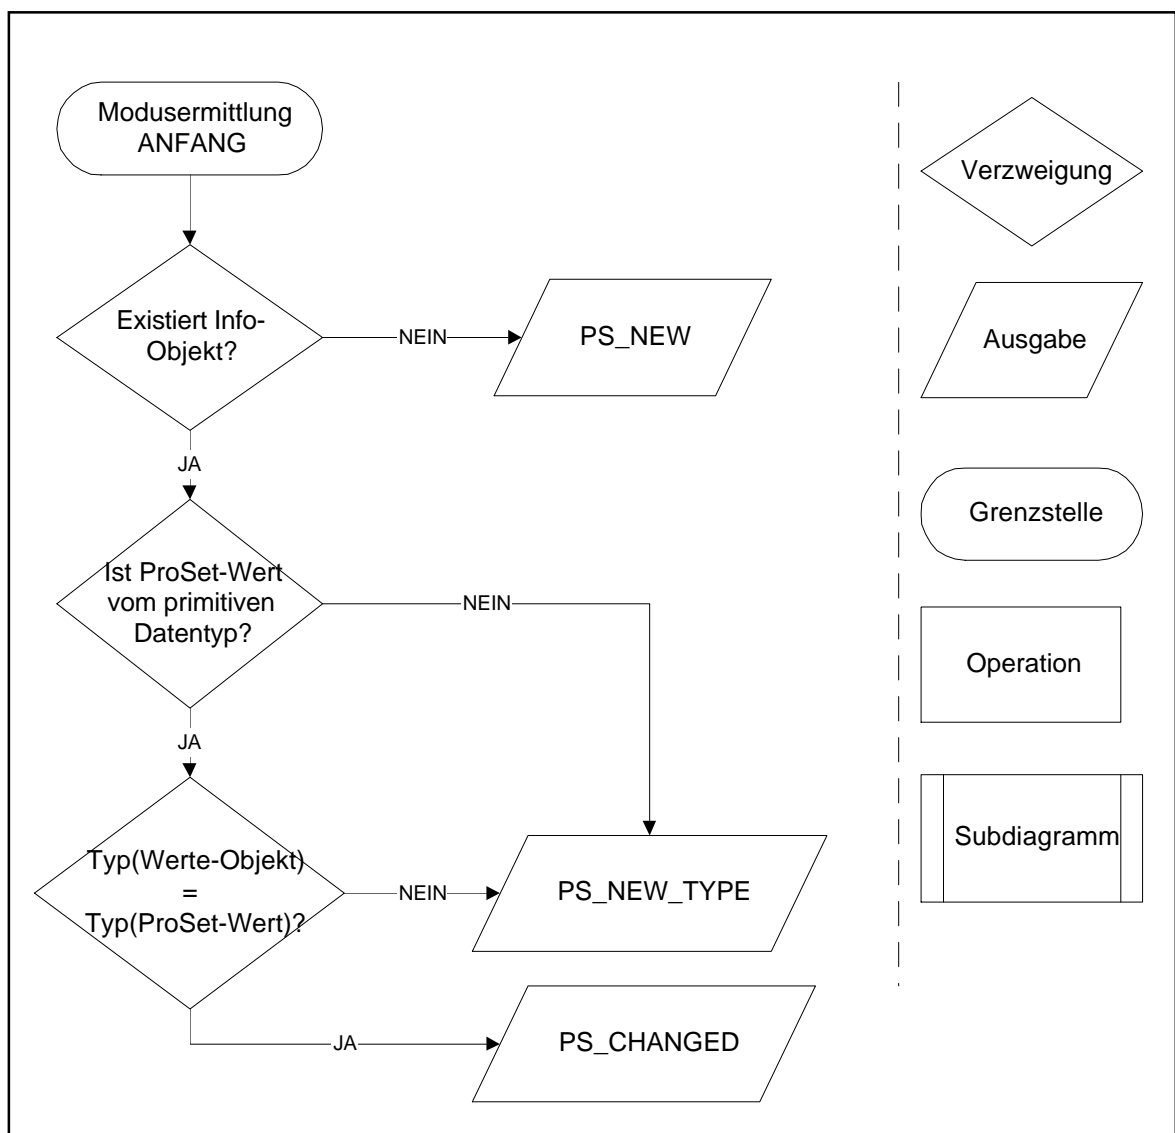 Modusermittlung
ANFANG
Existiert Info-
Objekt?
NEIN
PS_NEW
JA
Ist ProSet-Wert
vom primitiven
Datentyp?
NEIN
JA
Typ(Werte-Objekt)
=
Typ(ProSet-Wert)?
NEIN
PS_NEW_TYPE
JA
PS_CHANGED
Verzweigung
Ausgabe
Grenzstelle
Operation
Subdiagramm